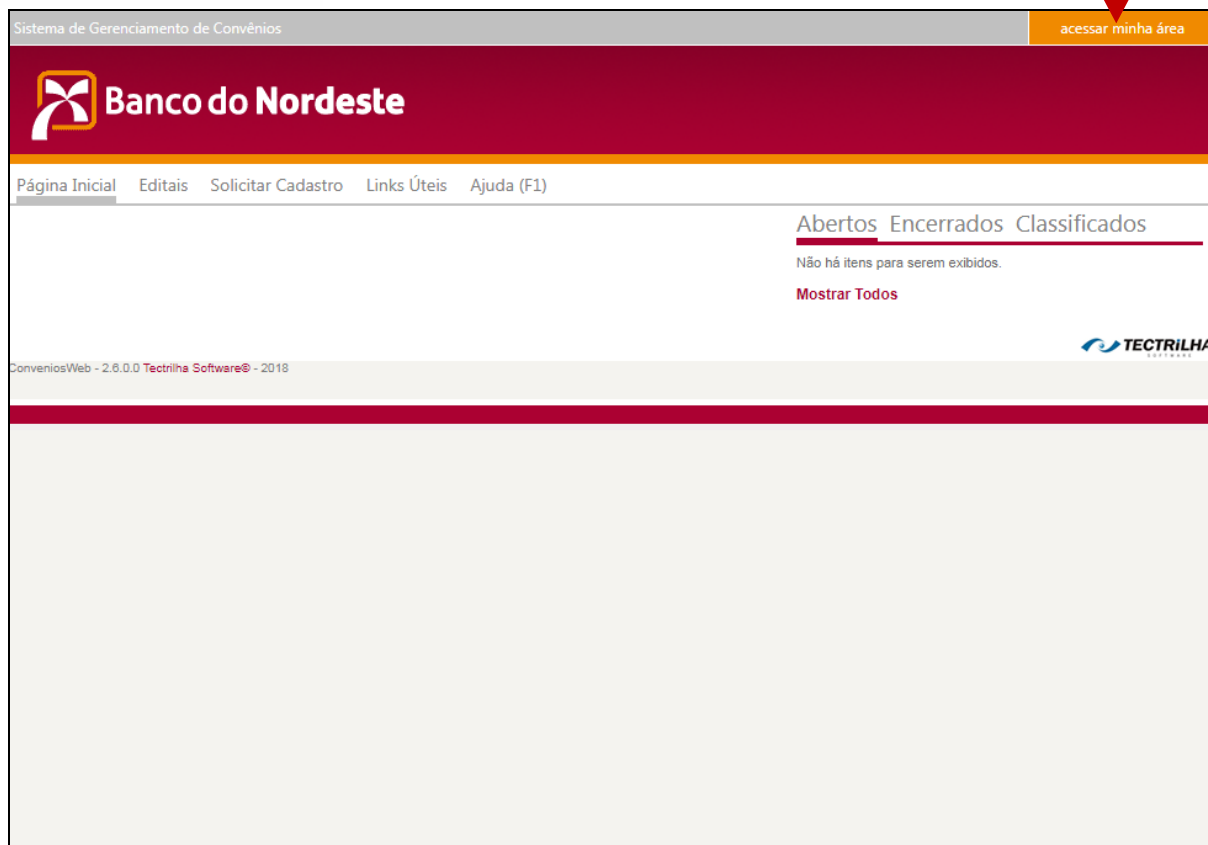 Sistema de Gerenciamento de Convênios
acessar minha área
Banco do Nordeste
Página Inicial Editais Solicitar Cadastro Links Úteis Ajuda (F1)
Abertos Encerrados Classificados
Não há itens para serem exibidos.
Mostrar Todos
TECTRiLHA
SOFTWARE
ConveniosWeb - 2.6.0.0 Tectrilha Software® - 2018